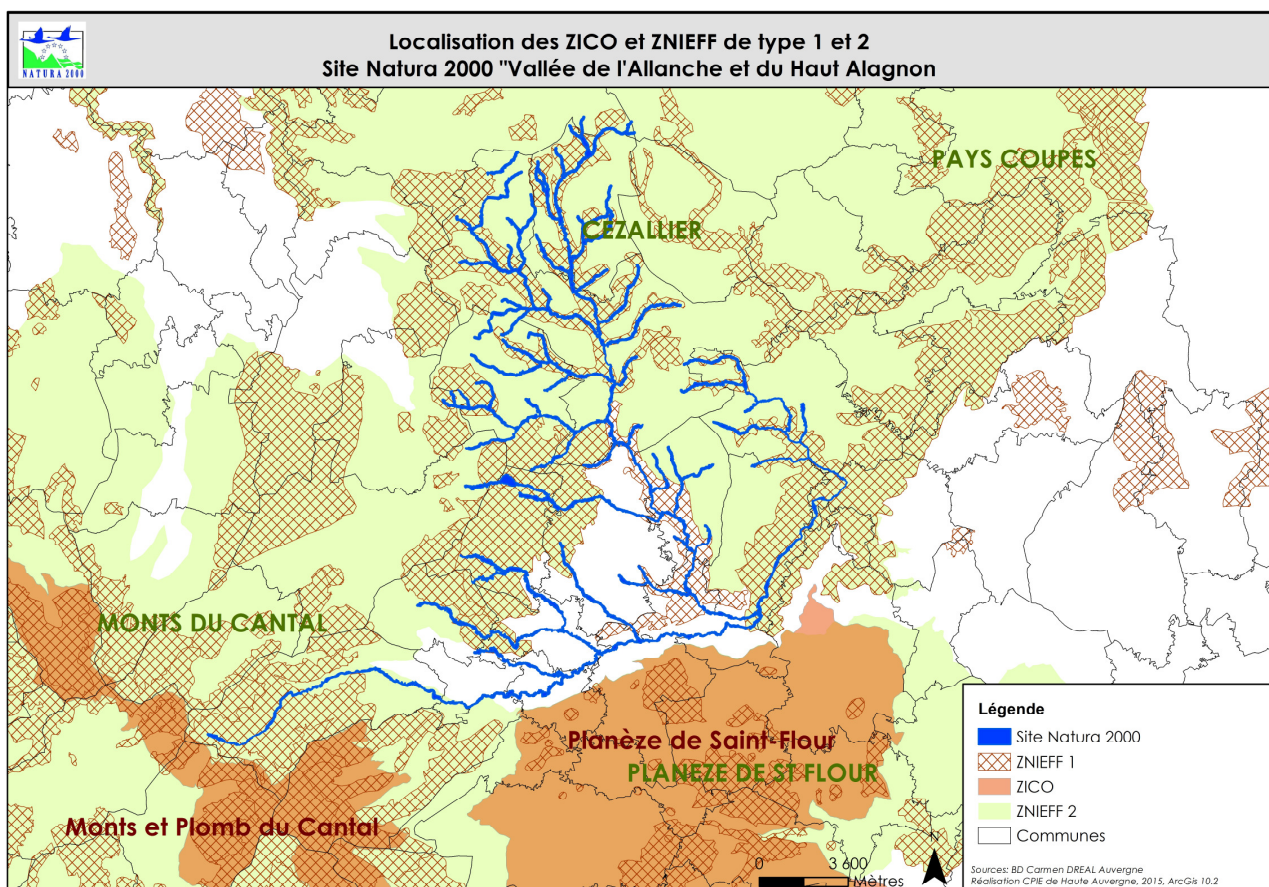 Localisation des ZICO et ZNIEFF de type 1 et 2
Site Natura 2000 "Vallée de l'Allanche et du Haut Alagnon
NATURA 2000
PAYS COUPES
CEZALLIER
MONTS DU CANTAL
Planèze de Saint-Flour
PLANEZE DE ST FLOUR
Monts et Plomb du Cantal
Légende
Site Natura 2000
ZNIEFF 1
ZICO
ZNIEFF 2
Communes
N
0 3 600
Mètres
Sources: BD Carmen DREAL Auvergne
Réalisation CPIE de Haute Auvergne, 2015, ArcGis 10.2